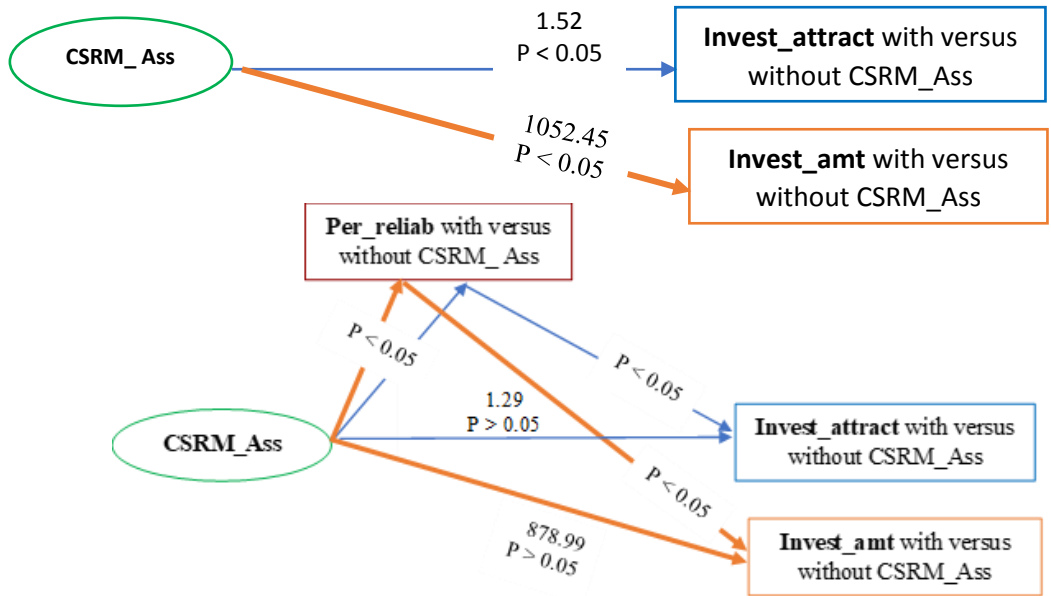 CSRM_ Ass
1.52
P < 0.05
Invest_attract with versus
without CSRM_Ass
1052.45
P < 0.05
Invest_amt with versus
without CSRM_Ass
Per_reliab with versus
without CSRM_ Ass
P < 0.05
P < 0.05
1.29
P > 0.05
CSRM_Ass
Invest_attract with versus
without CSRM_Ass
P < 0.05
878.99
P > 0.05
Invest_amt with versus
without CSRM_Ass